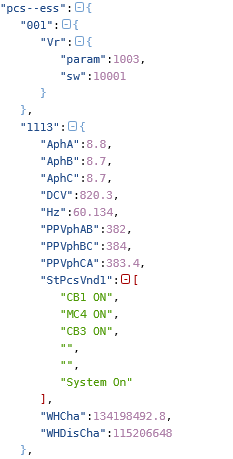 "pcs--ess":{
"001":{
"Vr":{
"param":1003,
"sw":10001
}
},
"1113":{
"AphA":8.8,
"AphB":8.7,
"AphC":8.7,
"DCV":820.3,
"Hz":60.134,
"PPVphAB":382,
"PPVphBC":384,
"PPVphCA":383.4,
"StPcsVnd1":[
"CB1 ON",
"MC4 ON",
"CB3 ON",
"",
"",
"System On"
],
"WHCha":134198492.8,
"WHDisCha":115206648
},